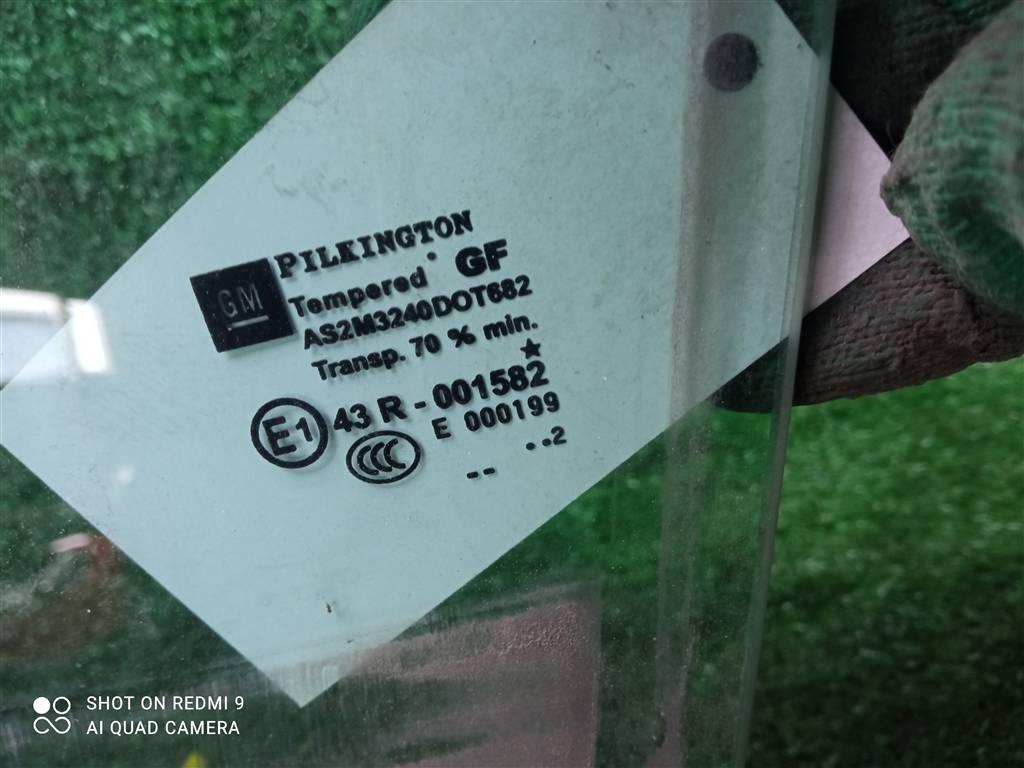 GM
PILKINGTON
Tempered GF
AS2M3240DOT682
Transp. 70 % min.
E1 43 R - 001582
CCC E 000199
-- ..2
SHOT ON REDMI 9
AI QUAD CAMERA